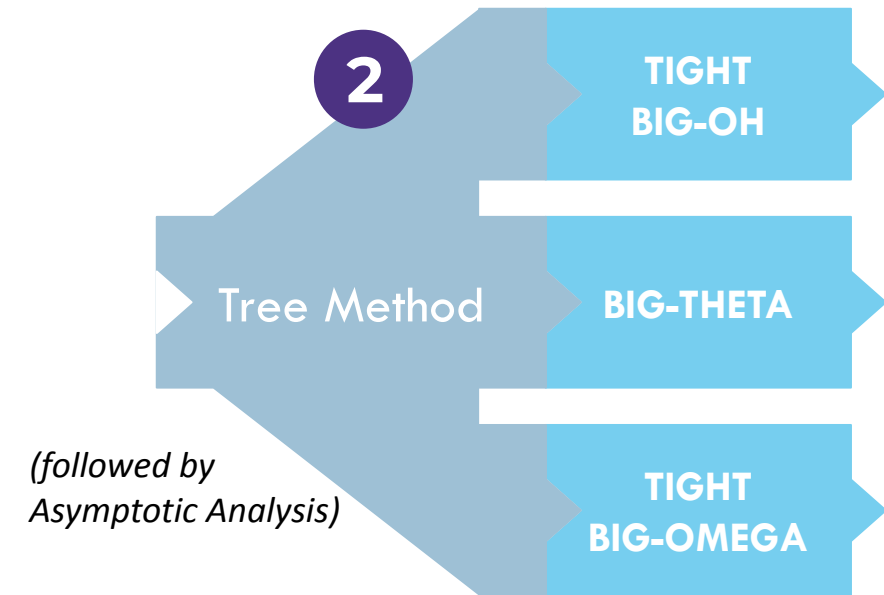 2
TIGHT
BIG-OH
Tree Method
BIG-THETA
(followed by
Asymptotic Analysis)
TIGHT
BIG-OMEGA